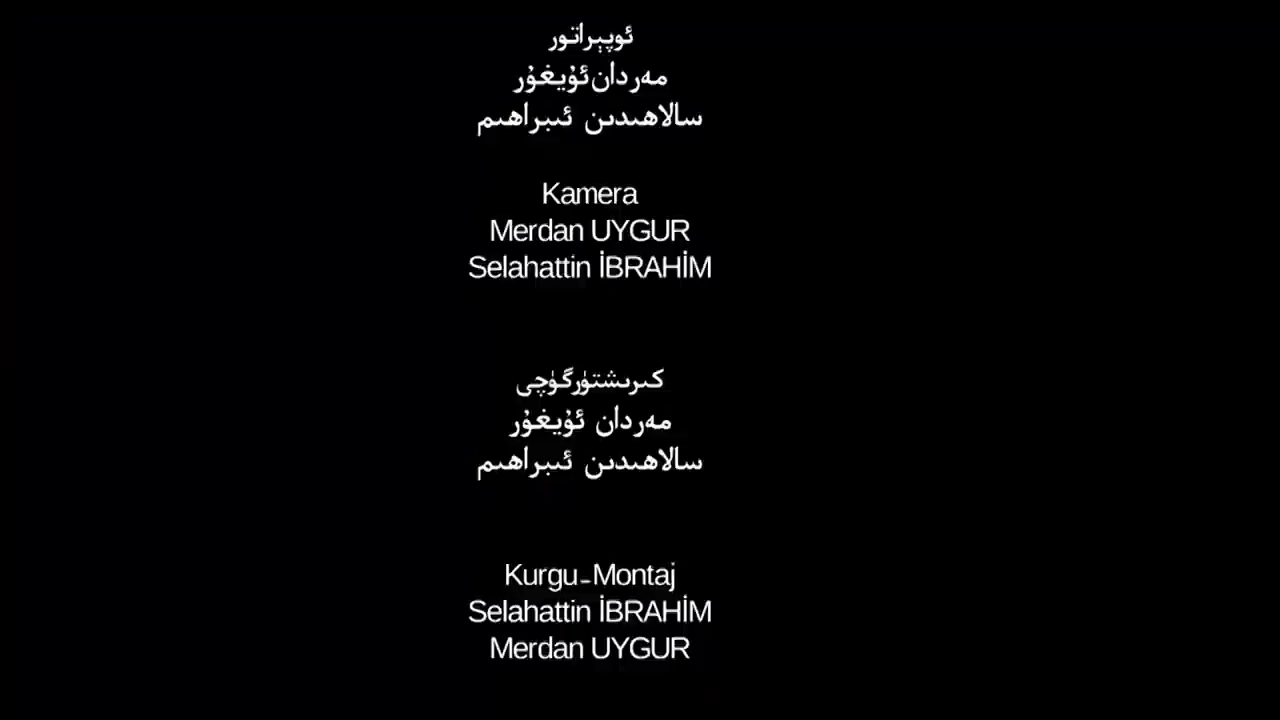 ئوپېراتور
مەردان ئۇيغۇر
سالاھىدىن ئىبراھىم
Kamera
Merdan UYGUR
Selahattin İBRAHİM
كىرىشتۈرگۈچى
مەردان ئۇيغۇر
سالاھىدىن ئىبراھىم
Kurgu-Montaj
Selahattin İBRAHİM
Merdan UYGUR